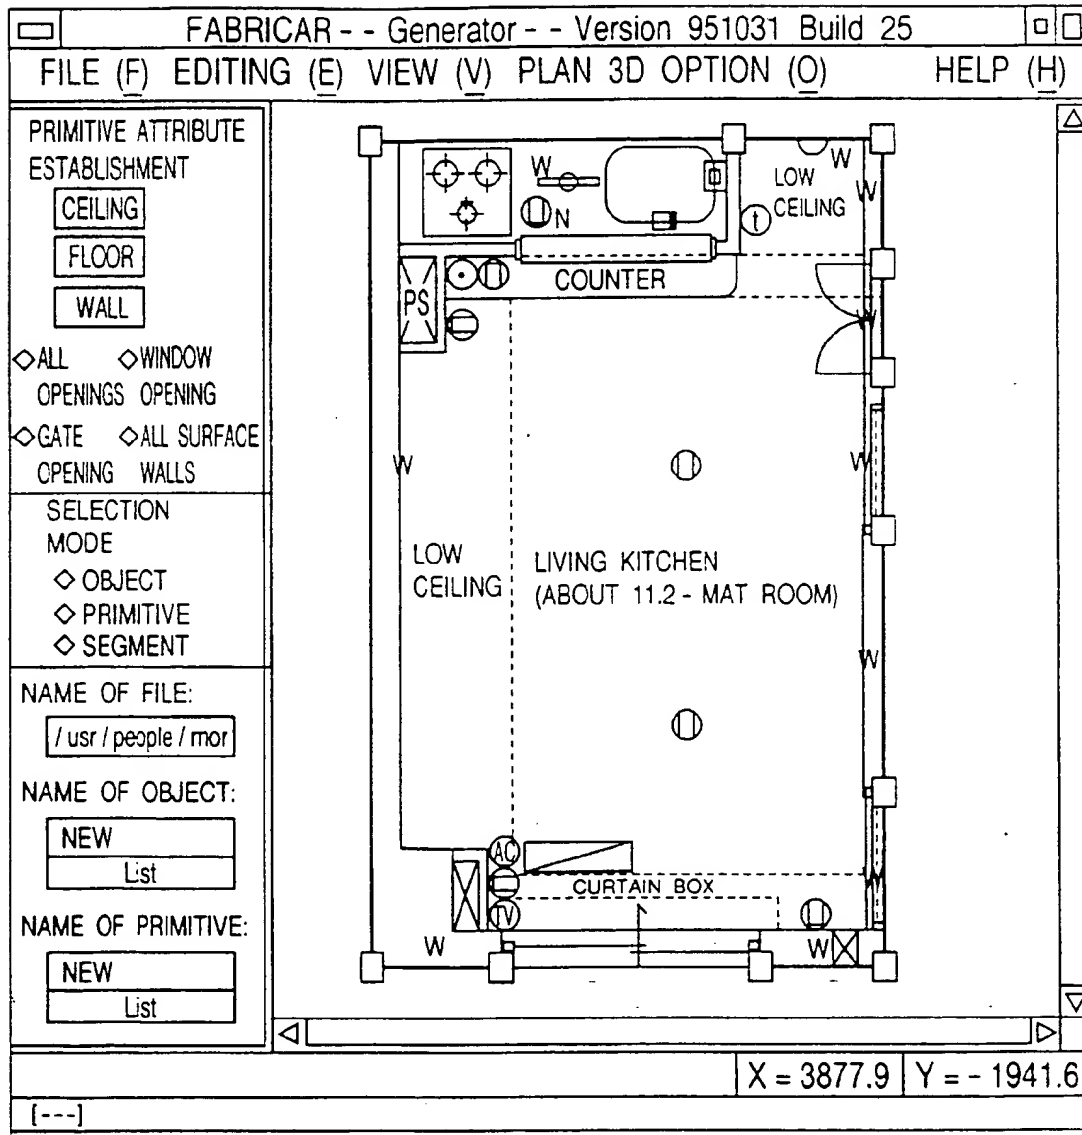 FABRICAR - - Generator - - Version 951031 Build 25
FILE (F) EDITING (E) VIEW (V) PLAN 3D OPTION (O) HELP (H)
PRIMITIVE ATTRIBUTE
ESTABLISHMENT
CEILING
FLOOR
WALL
ALL WINDOW
OPENINGS OPENING
GATE ALL SURFACE
OPENING WALLS
SELECTION
MODE
OBJECT
PRIMITIVE
SEGMENT
NAME OF FILE:
/ usr / people / mor
NAME OF OBJECT:
NEW
List
NAME OF PRIMITIVE:
NEW
List
W
W
LOW
CEILING
W
N
t
COUNTER
PS
W
W
W
LOW
CEILING
LIVING KITCHEN
(ABOUT 11.2 - MAT ROOM)
W
AC
CURTAIN BOX
W
TV
W
W
X = 3877.9 Y = - 1941.6
[---]